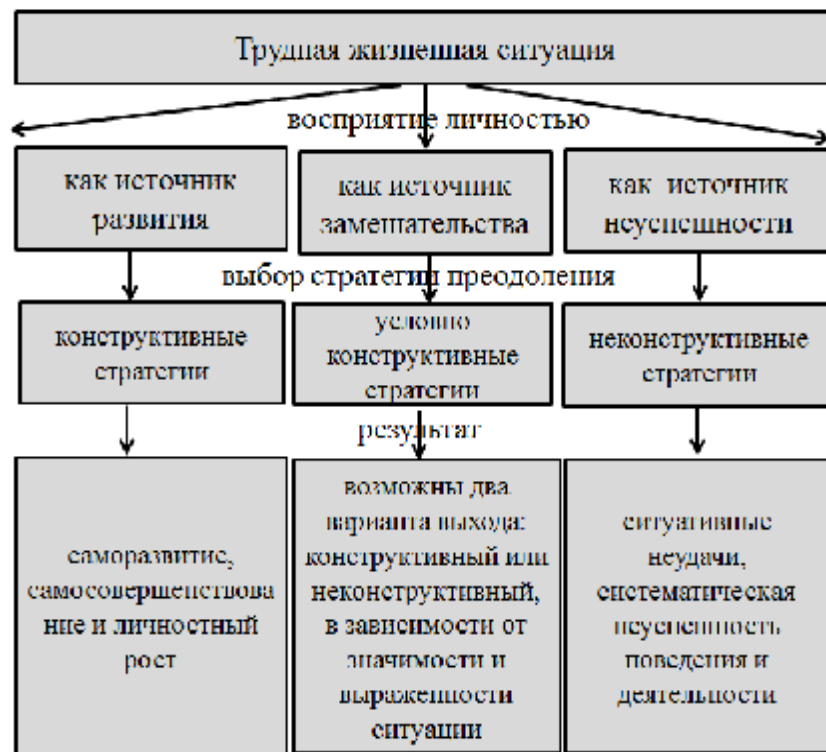 Трудная жизненная ситуация
восприятие личностью
как источник
развития
как источник
замешательства
как источник
неуспешности
выбор стратегии преодоления
конструктивные
стратегии
условно
конструктивные
стратегии
неконструктивные
стратегии
результат
саморазвитие,
самосовершенствова
ние и личностный
рост
возможны два
варианта выхода:
конструктивный или
неконструктивный,
в зависимости от
значимости и
выраженности
ситуации
ситуативные
неудачи,
систематическая
неуспешность
поведения и
деятельности